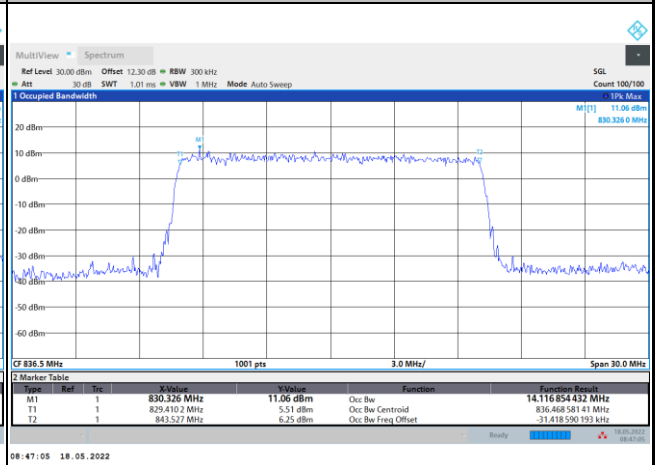 MultiView Spectrum
Ref Level 30.00 dBm Offset 12.30 dB RBW 300 kHz SGL
Att 30 dB SWT 1.01 ms VBW 1 MHz Mode Auto Sweep Count 100/100
1 Occupied Bandwidth 1Pk Max
M1[1] 11.06 dBm
830.326 0 MHz
20 dBm
M1
10 dBm
T1 T2
0 dBm
-10 dBm
-20 dBm
-30 dBm
-40 dBm
-50 dBm
-60 dBm
CF 836.5 MHz 1001 pts 3.0 MHz/ Span 30.0 MHz
2 Marker Table
Type Ref Trc X-Value Y-Value Function Function Result
M1 1 830.326 MHz 11.06 dBm Occ Bw 14.116 854 432 MHz
T1 1 829.410 2 MHz 5.51 dBm Occ Bw Centroid 836.468 581 41 MHz
T2 1 843.527 MHz 6.25 dBm Occ Bw Freq Offset -31.418 590 193 kHz
Ready 18.05.2022
08:47:05
08:47:05 18.05.2022